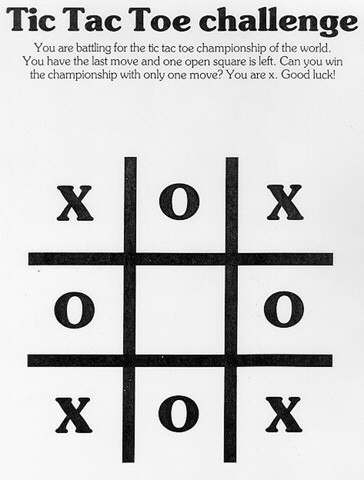 Tic Tac Toe challenge
You are battling for the tic tac toe championship of the world.
You have the last move and one open square is left. Can you win
the championship with only one move? You are x. Good luck!
X O X
O O
X O X